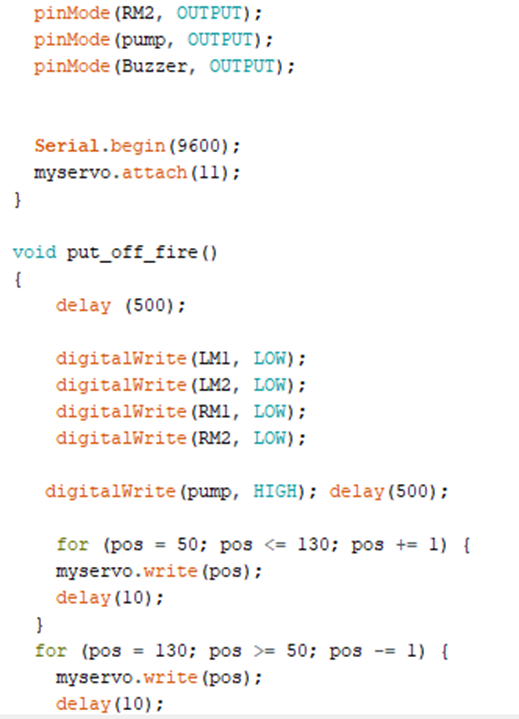 pinMode(RM2, OUTPUT);
pinMode(pump, OUTPUT);
pinMode(Buzzer, OUTPUT);
Serial.begin(9600);
myservo.attach(11);
}
void put_off_fire()
{
delay (500);
digitalWrite(LM1, LOW);
digitalWrite(LM2, LOW);
digitalWrite(RM1, LOW);
digitalWrite(RM2, LOW);
digitalWrite(pump, HIGH); delay(500);
for (pos = 50; pos <= 130; pos += 1) {
myservo.write(pos);
delay(10);
}
for (pos = 130; pos >= 50; pos -= 1) {
myservo.write(pos);
delay(10);